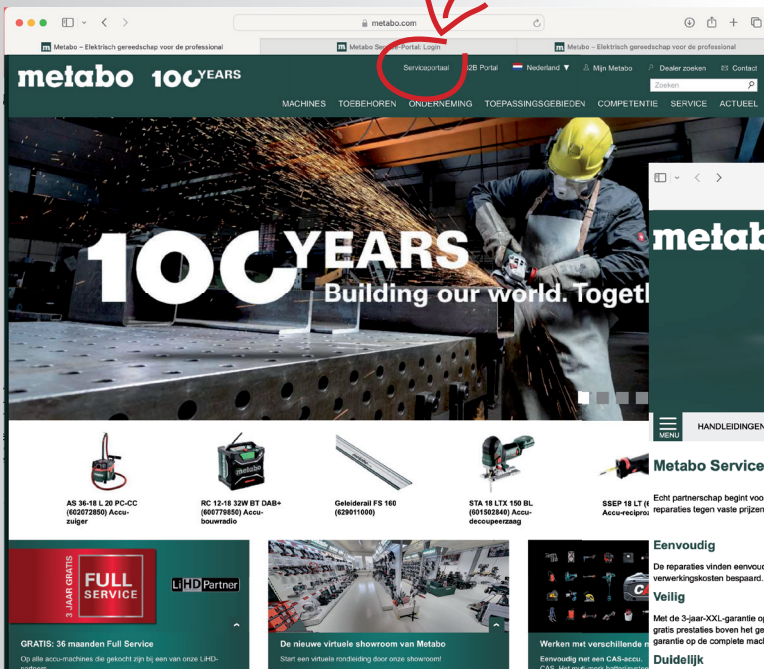 metabo.com
m Metabo – Elektrisch gereedschap voor de professional
m Metabo Service-Portal: Login
m Metabo – Elektrisch gereedschap voor de professional
metabo 100 YEARS
Serviceportaal
B2B Portal
Nederland ▼
Mijn Metabo
Dealer zoeken
Contact
Zoeken
MACHINES TOEBEHOREN ONDERNEMING TOEPASSINGSGEBIEDEN COMPETENTIE SERVICE ACTUEEL
100 YEARS
Building our world. Togetl
metab
MENU
HANDLEIDINGEN
AS 36-18 L 20 PC-CC
(602072850) Accu-
zuiger
RC 12-18 32W BT DAB+
(600779850) Accu-
bouwradio
Geleiderail FS 160
(629011000)
STA 18 LTX 150 BL
(601502840) Accu-
decoupeerzaag
SSEP 18 LT (6
Accu-reciproz
Metabo Service
Echt partnerschap begint voo
reparaties tegen vaste prijzen
Eenvoudig
De reparaties vinden eenvoud
verwerkingskosten bespaard.
Veilig
Met de 3-jaar-XXL-garantie op
gratis prestaties boven het ge
garantie op de complete mach
Duidelijk
3 JAAR GRATIS
FULL
SERVICE
LiHD Partner
GRATIS: 36 maanden Full Service
Op alle accu-machines die gekocht zijn bij een van onze LiHD-
partners
De nieuwe virtuele showroom van Metabo
Start een virtuele rondleiding door onze showroom!
Werken met verschillende n
Eenvoudig met een CAS-accu.